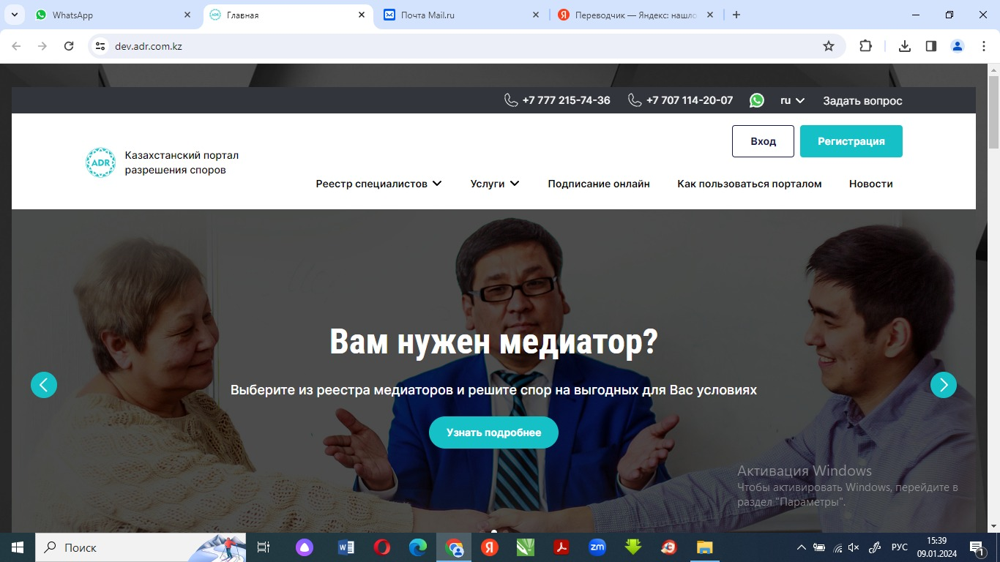 WhatsApp
Главная
Почта Mail.ru
Переводчик — Яндекс: нашло
dev.adr.com.kz
+7 777 215-74-36
+7 707 114-20-07
ru
Задать вопрос
Вход
Регистрация
ADR
Казахстанский портал
разрешения споров
Реестр специалистов
Услуги
Подписание онлайн
Как пользоваться порталом
Новости
Вам нужен медиатор?
Выберите из реестра медиаторов и решите спор на выгодных для Вас условиях
Узнать подробнее
Активация Windows
Чтобы активировать Windows, перейдите в
раздел "Параметры".
Поиск
zm
РУС
15:39
09.01.2024
1